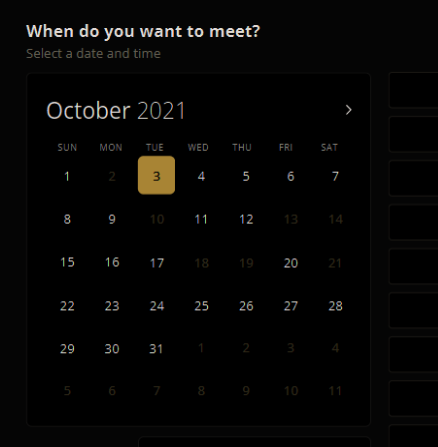 When do you want to meet?
Select a date and time
October 2021
SUN MON TUE WED THU FRI SAT
1 2 3 4 5 6 7
8 9 10 11 12 13 14
15 16 17 18 19 20 21
22 23 24 25 26 27 28
29 30 31 1 2 3 4
5 6 7 8 9 10 11